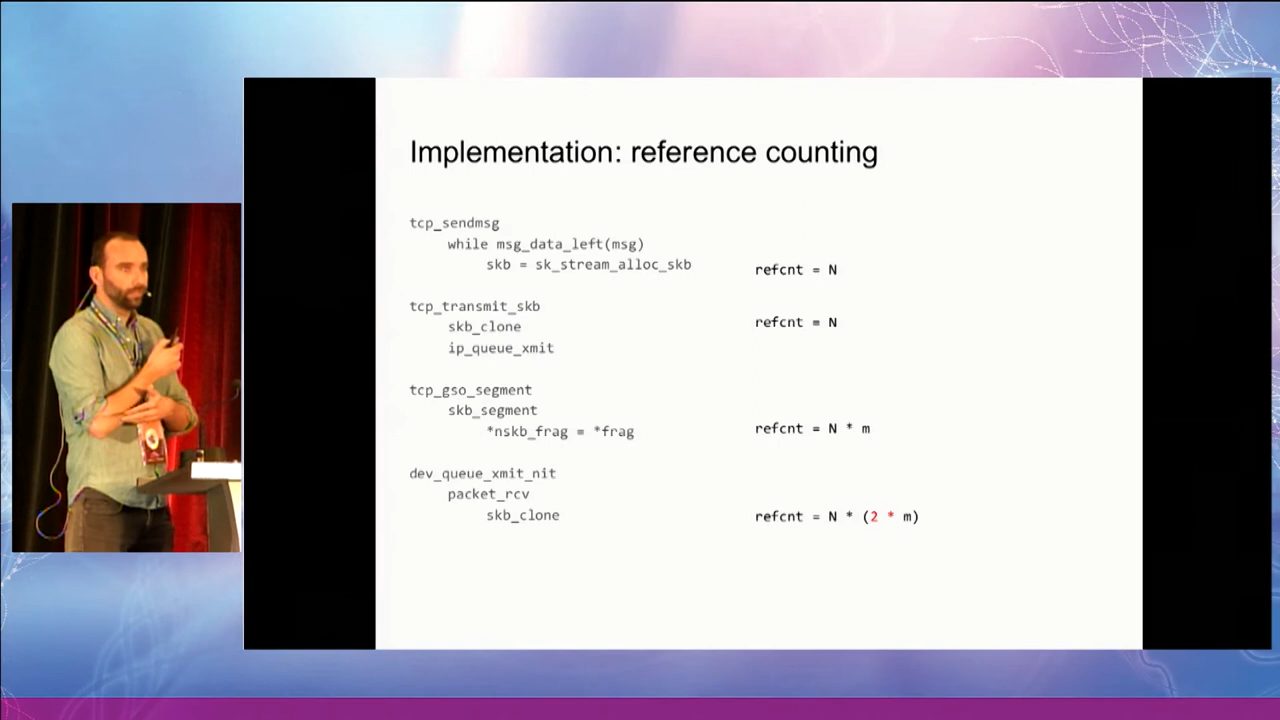 Implementation: reference counting
tcp_sendmsg
while msg_data_left(msg)
skb = sk_stream_alloc_skb
refcnt = N
tcp_transmit_skb
skb_clone
refcnt = N
ip_queue_xmit
tcp_gso_segment
skb_segment
*nskb_frag = *frag
refcnt = N * m
dev_queue_xmit_nit
packet_rcv
skb_clone
refcnt = N * (2 * m)